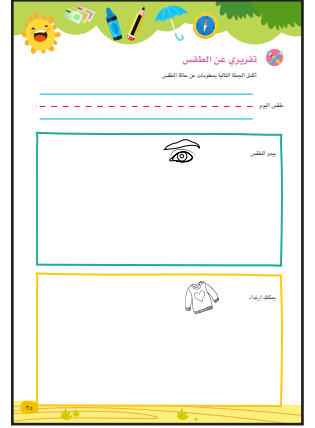 تقريري عن الطقس
أكمل الجملة التالية بمعلومات عن حالة الطقس
طقس اليوم
يبدو الطقس
يمكنك ارتداء
٢٥